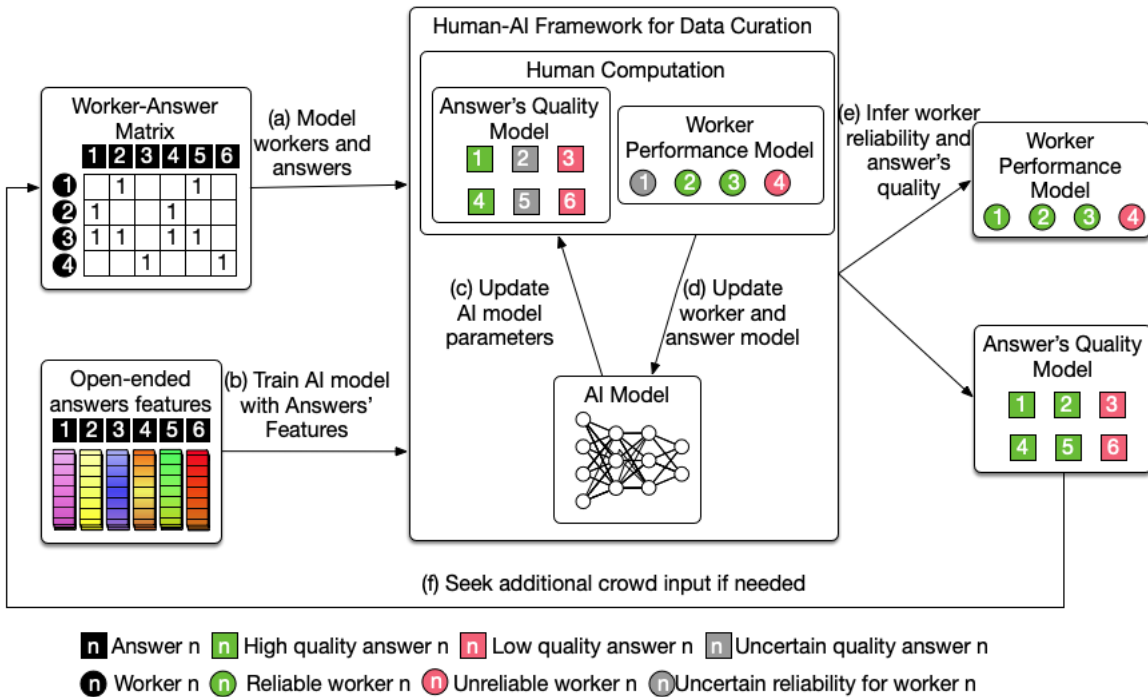 Human-AI Framework for Data Curation
Human Computation
Answer's Quality
Model
1 2 3
4 5 6
Worker
Performance Model
1 2 3 4
Worker-Answer
Matrix
1 2 3 4 5 6
1 1 1
2 1 1
3 1 1 1 1
4 1 1
(a) Model
workers and
answers
Open-ended
answers features
1 2 3 4 5 6
(b) Train AI model
with Answers'
Features
(c) Update
AI model
parameters
(d) Update
worker and
answer model
AI Model
(e) Infer worker
reliability and
answer's
quality
Worker
Performance
Model
1 2 3 4
Answer's Quality
Model
1 2 3
4 5 6
(f) Seek additional crowd input if needed
n Answer n n High quality answer n n Low quality answer n n Uncertain quality answer n
n Worker n n Reliable worker n n Unreliable worker n n Uncertain reliability for worker n